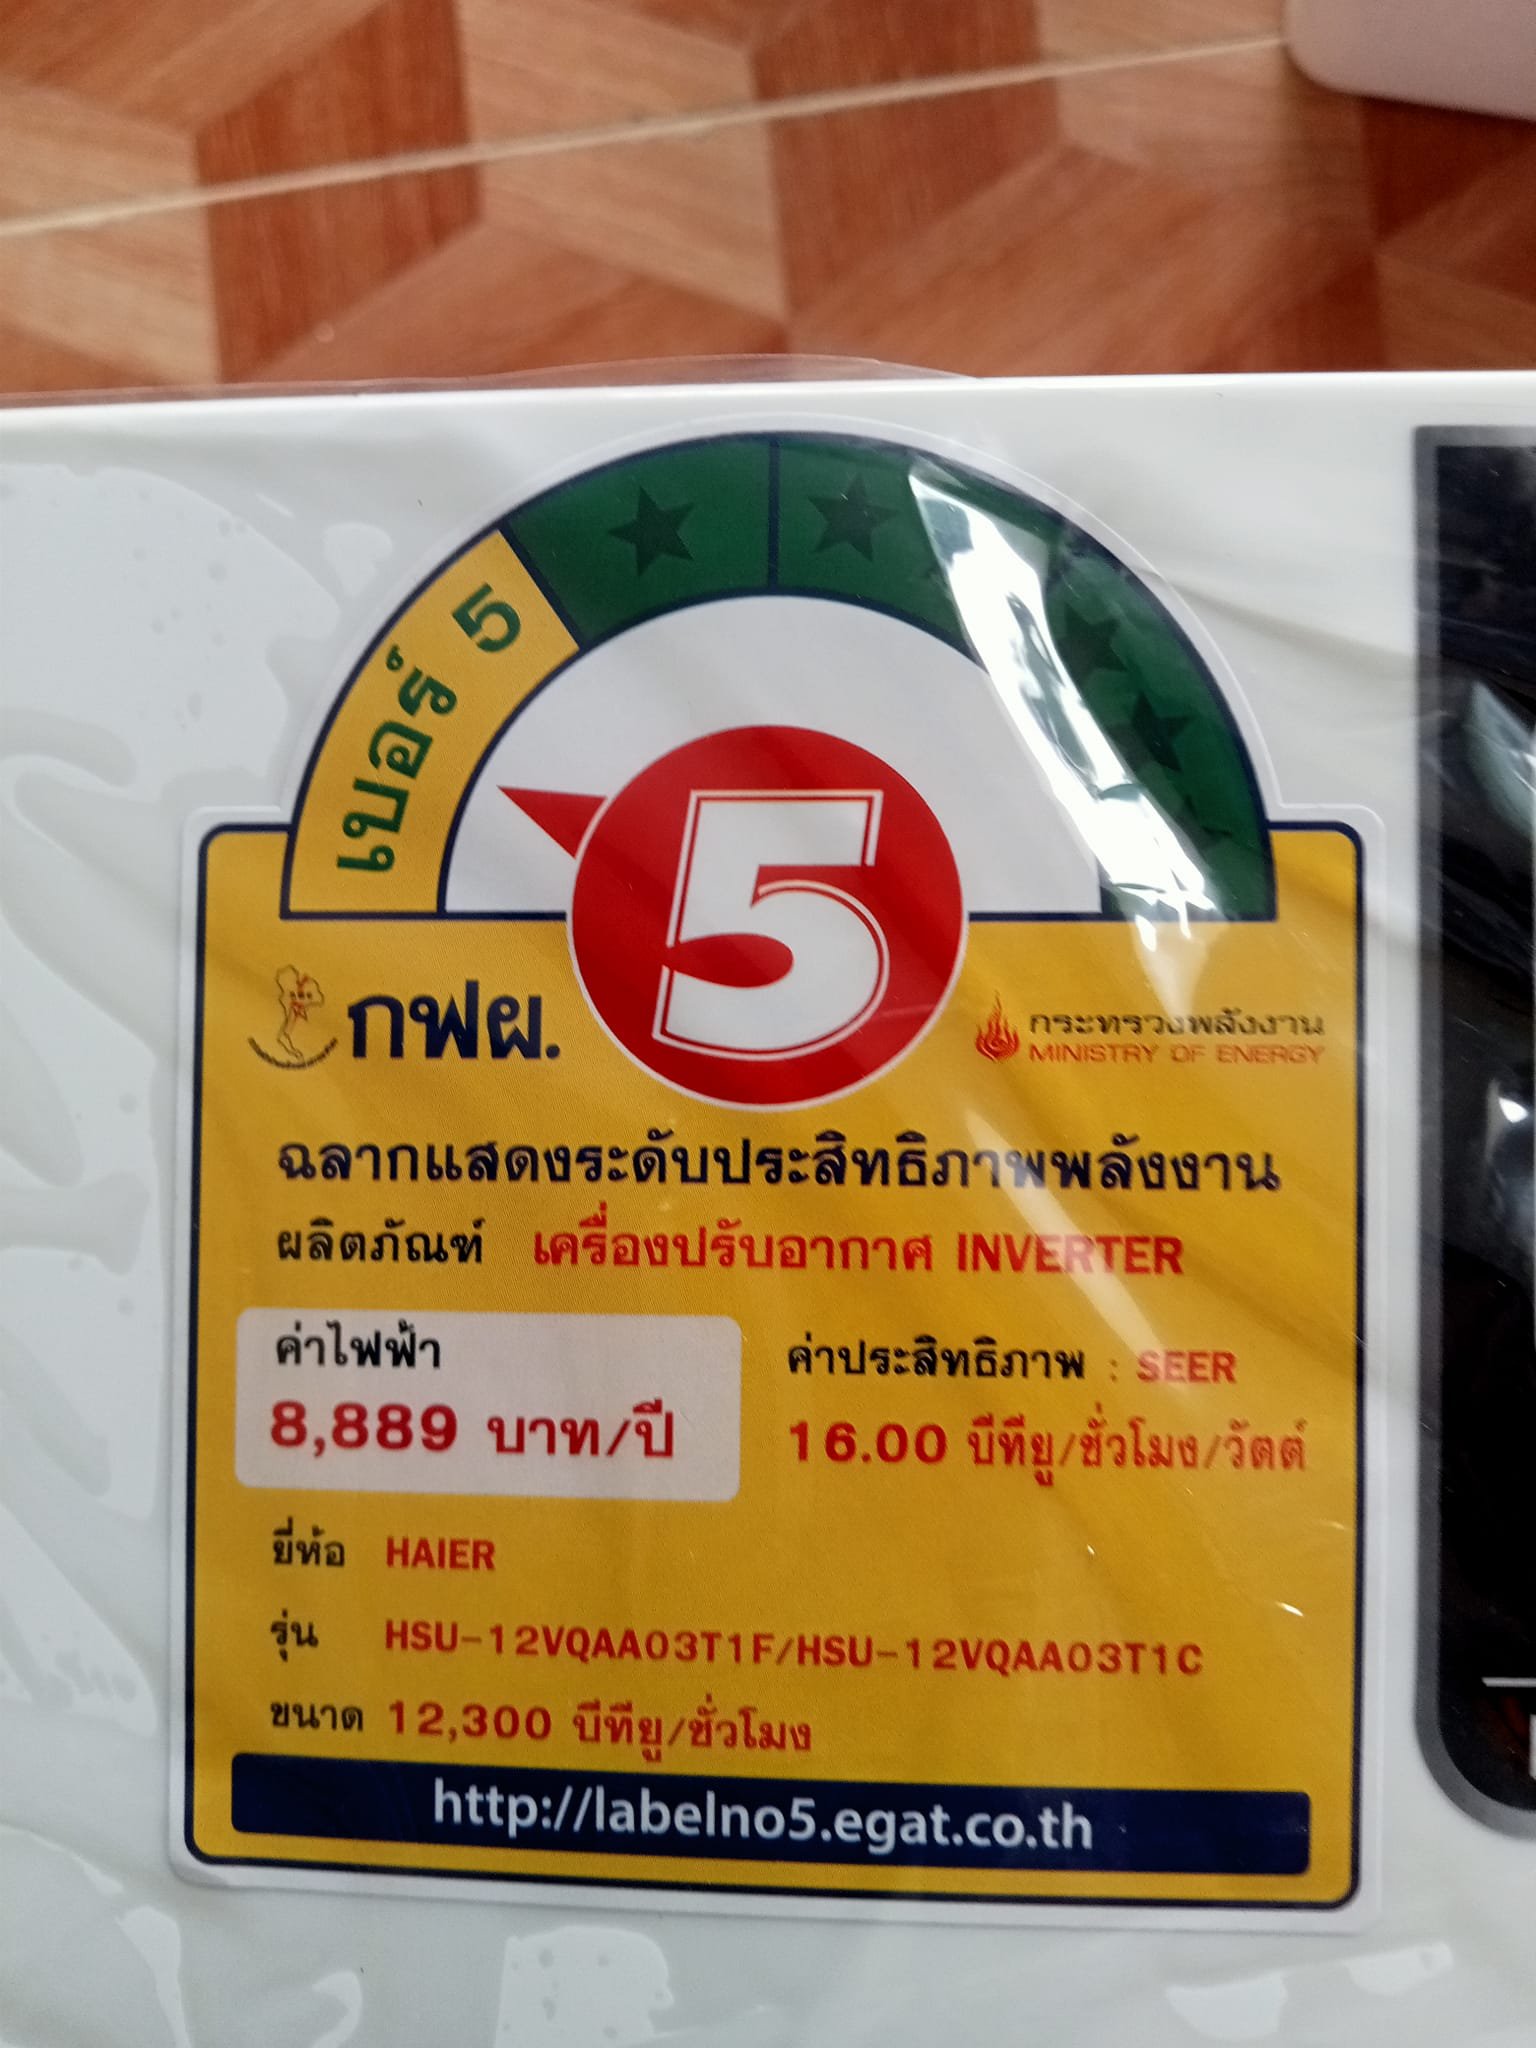 เบอร์ 5
5
กฟผ.
กระทรวงพลังงาน
MINISTRY OF ENERGY
ฉลากแสดงระดับประสิทธิภาพพลังงาน
ผลิตภัณฑ์ เครื่องปรับอากาศ INVERTER
ค่าไฟฟ้า
8,889 บาท/ปี
ค่าประสิทธิภาพ : SEER
16.00 บีทียู/ชั่วโมง/วัตต์
ยี่ห้อ HAIER
รุ่น HSU-12VQAA03T1F/HSU-12VQAA03T1C
ขนาด 12,300 บีทียู/ชั่วโมง
http://labelno5.egat.co.th